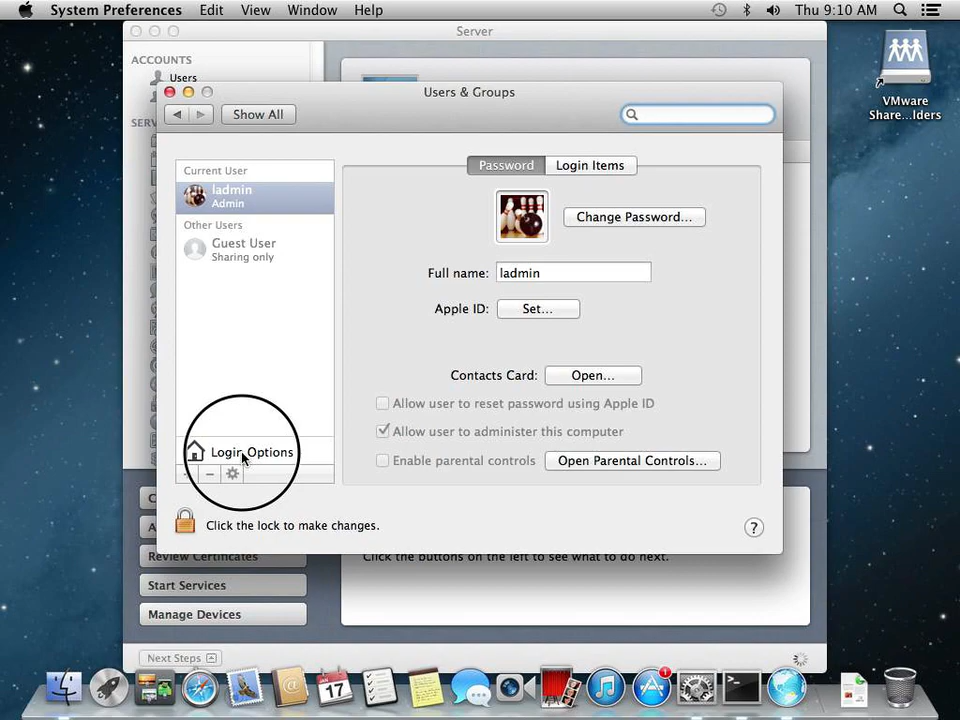 System Preferences Edit View Window Help
Thu 9:10 AM
Server
ACCOUNTS
Users
SERV
VMware
Share...lders
Users & Groups
Show All
Current User
ladmin
Admin
Other Users
Guest User
Sharing only
Login Options
Password
Login Items
Change Password...
Full name:
ladmin
Apple ID:
Set...
Contacts Card:
Open...
Allow user to reset password using Apple ID
Allow user to administer this computer
Enable parental controls
Open Parental Controls...
Click the lock to make changes.
?
C
A
Review Certificates
Start Services
Manage Devices
Click the buttons on the left to see what to do next.
Next Steps
17
1